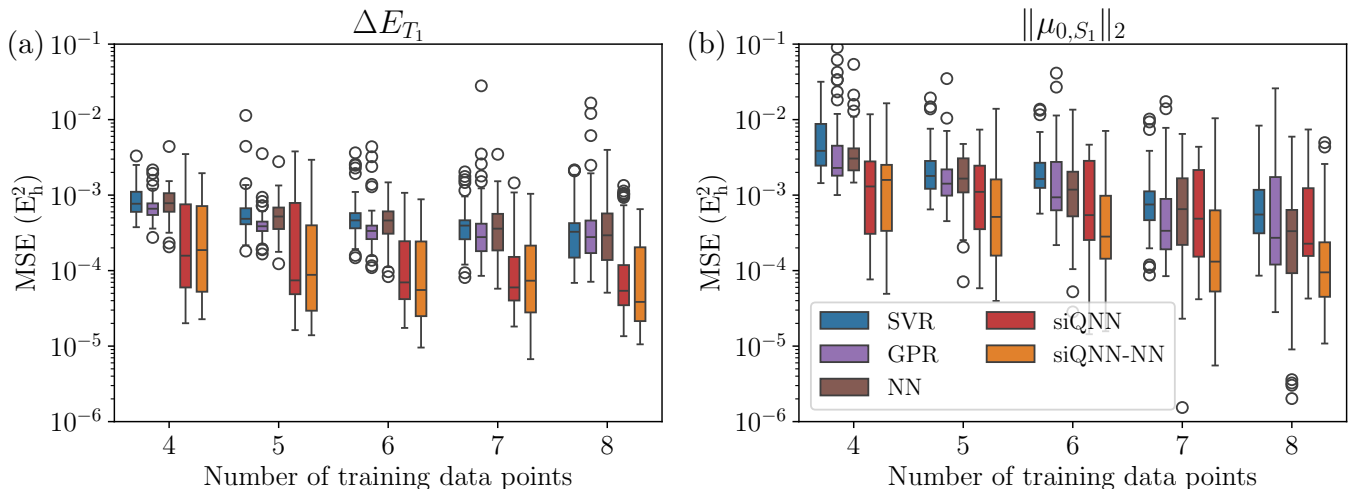 (a)
ΔE_{T_1}
MSE (E_h^2)
10^{-1}
10^{-2}
10^{-3}
10^{-4}
10^{-5}
10^{-6}
4 5 6 7 8
Number of training data points
(b)
‖μ_{0,S_1}‖_2
MSE (E_h^2)
10^{-1}
10^{-2}
10^{-3}
10^{-4}
10^{-5}
10^{-6}
SVR
GPR
NN
siQNN
siQNN-NN
4 5 6 7 8
Number of training data points